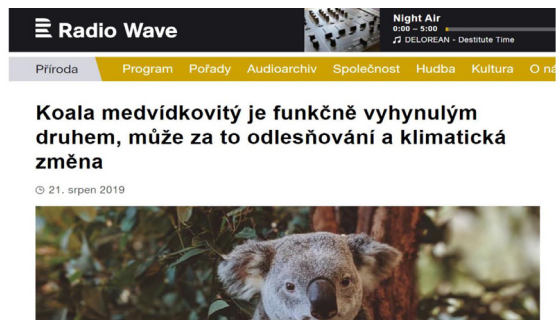 Radio Wave
Night Air
0:00 – 5:00
DELOREAN - Destitute Time
Příroda Program Pořady Audioarchiv Společnost Hudba Kultura O ná
Koala medvídkovitý je funkčně vyhynulým
druhem, může za to odlesňování a klimatická
změna
21. srpen 2019